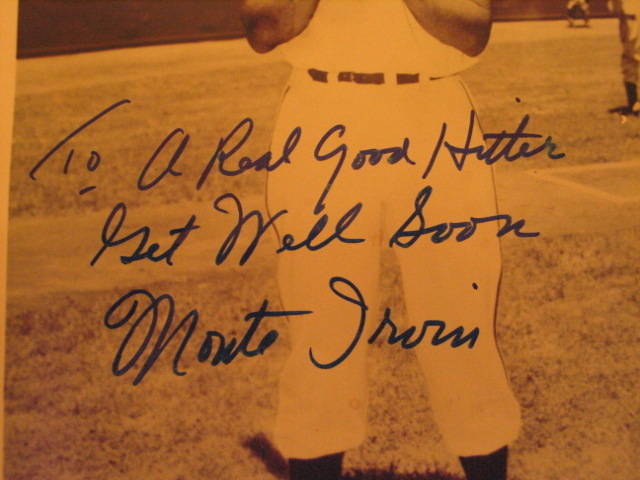 To A Real Good Hitter
Get Well Soon
Monte Irvin